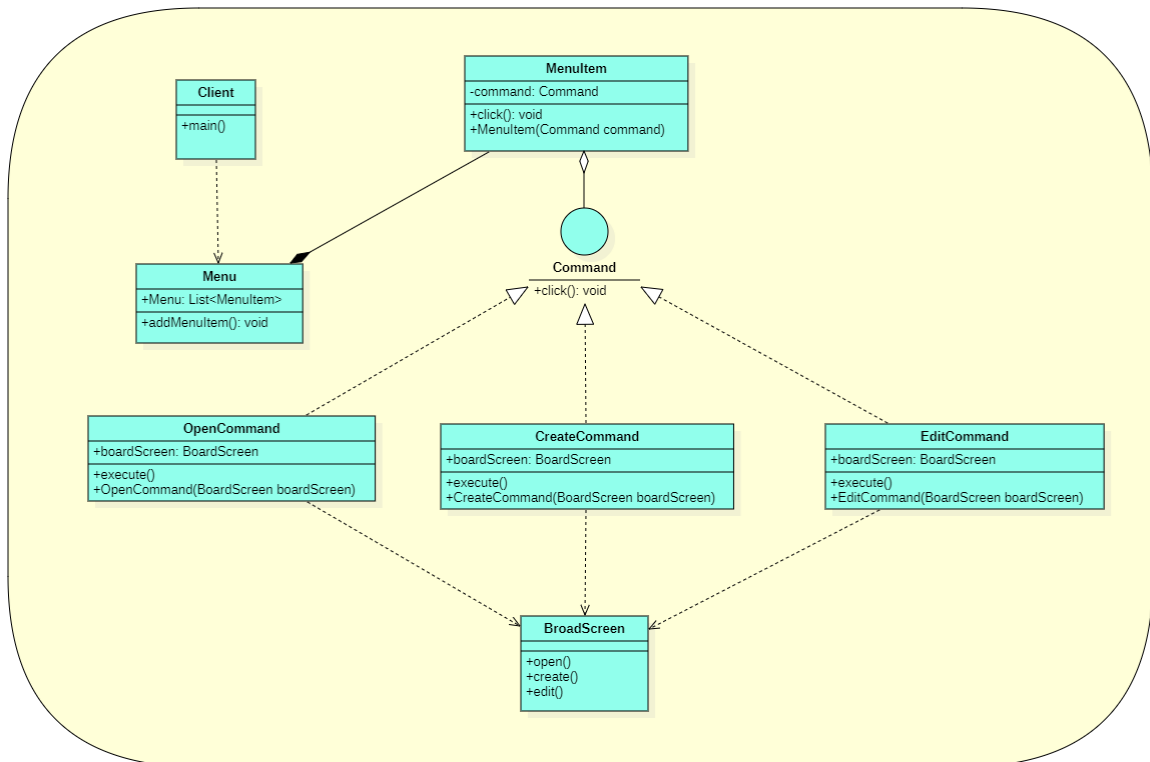 Client
+main()
MenuItem
-command: Command
+click(): void
+MenuItem(Command command)
Menu
+Menu: List<MenuItem>
+addMenuItem(): void
Command
+click(): void
OpenCommand
+boardScreen: BoardScreen
+execute()
+OpenCommand(BoardScreen boardScreen)
CreateCommand
+boardScreen: BoardScreen
+execute()
+CreateCommand(BoardScreen boardScreen)
EditCommand
+boardScreen: BoardScreen
+execute()
+EditCommand(BoardScreen boardScreen)
BroadScreen
+open()
+create()
+edit()